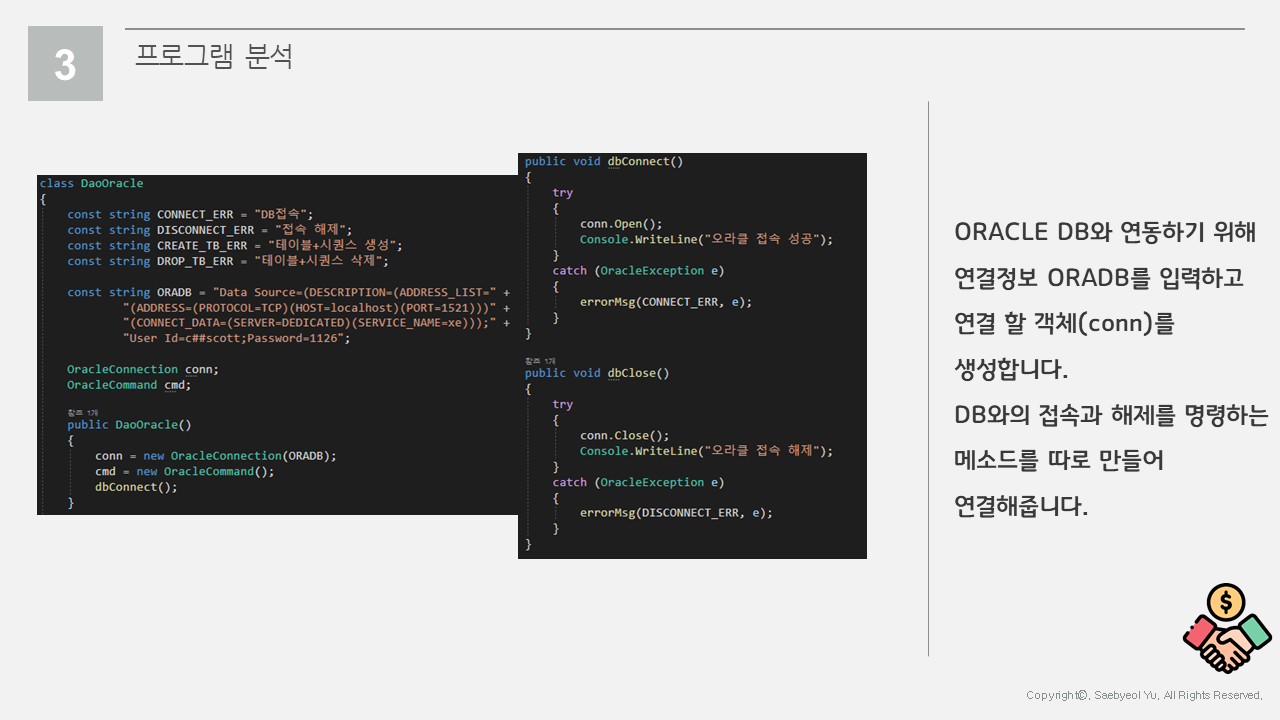 3
프로그램 분석
class DaoOracle
{
const string CONNECT_ERR = "DB접속";
const string DISCONNECT_ERR = "접속 해제";
const string CREATE_TB_ERR = "테이블+시퀀스 생성";
const string DROP_TB_ERR = "테이블+시퀀스 삭제";
const string ORADB = "Data Source=(DESCRIPTION=(ADDRESS_LIST=" +
"(ADDRESS=(PROTOCOL=TCP)(HOST=localhost)(PORT=1521)))" +
"(CONNECT_DATA=(SERVER=DEDICATED)(SERVICE_NAME=xe)));" +
"User Id=c##scott;Password=1126";
OracleConnection conn;
OracleCommand cmd;
참조 1개
public DaoOracle()
{
conn = new OracleConnection(ORADB);
cmd = new OracleCommand();
dbConnect();
}
public void dbConnect()
{
try
{
conn.Open();
Console.WriteLine("오라클 접속 성공");
}
catch (OracleException e)
{
errorMsg(CONNECT_ERR, e);
}
}
참조 1개
public void dbClose()
{
try
{
conn.Close();
Console.WriteLine("오라클 접속 해제");
}
catch (OracleException e)
{
errorMsg(DISCONNECT_ERR, e);
}
}
ORACLE DB와 연동하기 위해
연결정보 ORADB를 입력하고
연결 할 객체(conn)를
생성합니다.
DB와의 접속과 해제를 명령하는
메소드를 따로 만들어
연결해줍니다.
$
Copyright©. Saebyeol Yu. All Rights Reserved.